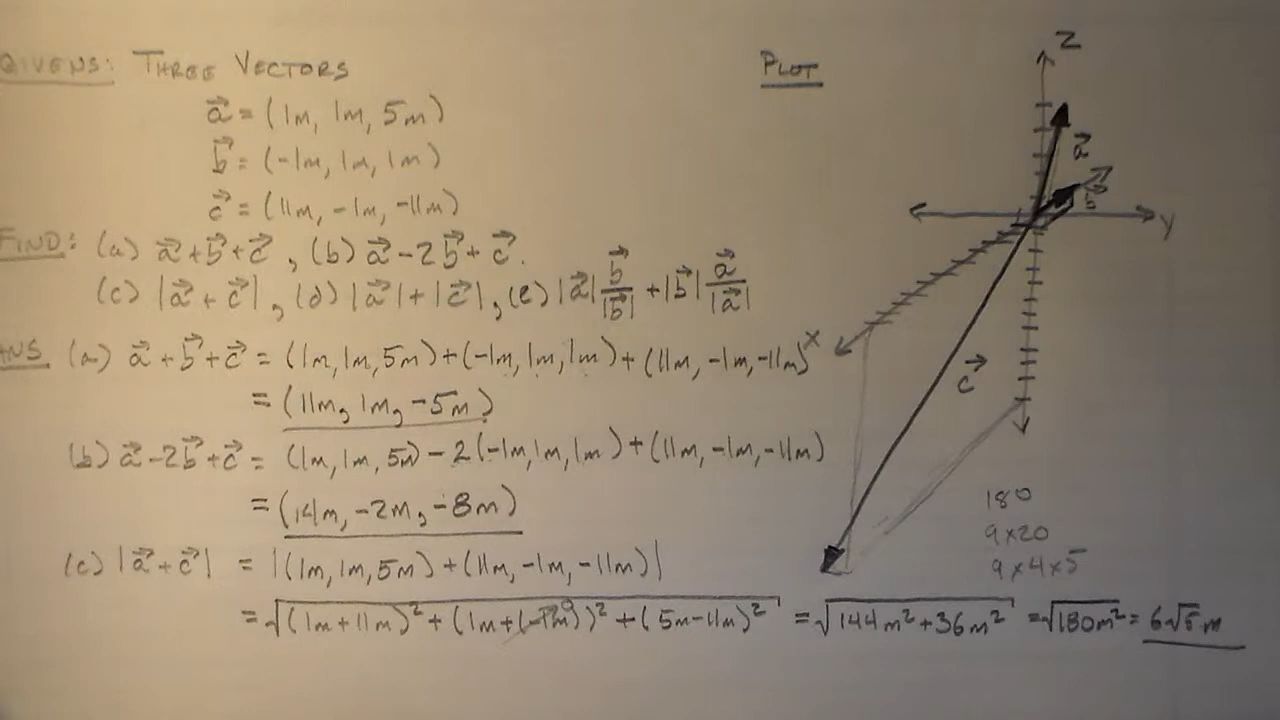 GIVENS: THREE VECTORS
a⃗ = (1m, 1m, 5m)
b⃗ = (-1m, 1m, 1m)
c⃗ = (11m, -1m, -11m)
FIND: (a) a⃗ + b⃗ + c⃗ , (b) a⃗ - 2b⃗ + c⃗.
(c) |a⃗ + c⃗|, (d) |a⃗| + |c⃗|, (e) |a⃗| b⃗/|b⃗| + |b⃗| a⃗/|a⃗|
ANS (a) a⃗ + b⃗ + c⃗ = (1m, 1m, 5m) + (-1m, 1m, 1m) + (11m, -1m, -11m)
= (11m, 1m, -5m)
(b) a⃗ - 2b⃗ + c⃗ = (1m, 1m, 5m) - 2(-1m, 1m, 1m) + (11m, -1m, -11m)
= (14m, -2m, -8m)
(c) |a⃗ + c⃗| = |(1m, 1m, 5m) + (11m, -1m, -11m)|
= √((1m + 11m)² + (1m + ( ))² + (5m - 11m)²) = √(144m² + 36m²) = √(180m²) = 6√5 m
PLOT
Z
a⃗
b⃗
Y
X
c⃗
180
9×20
9×4×5